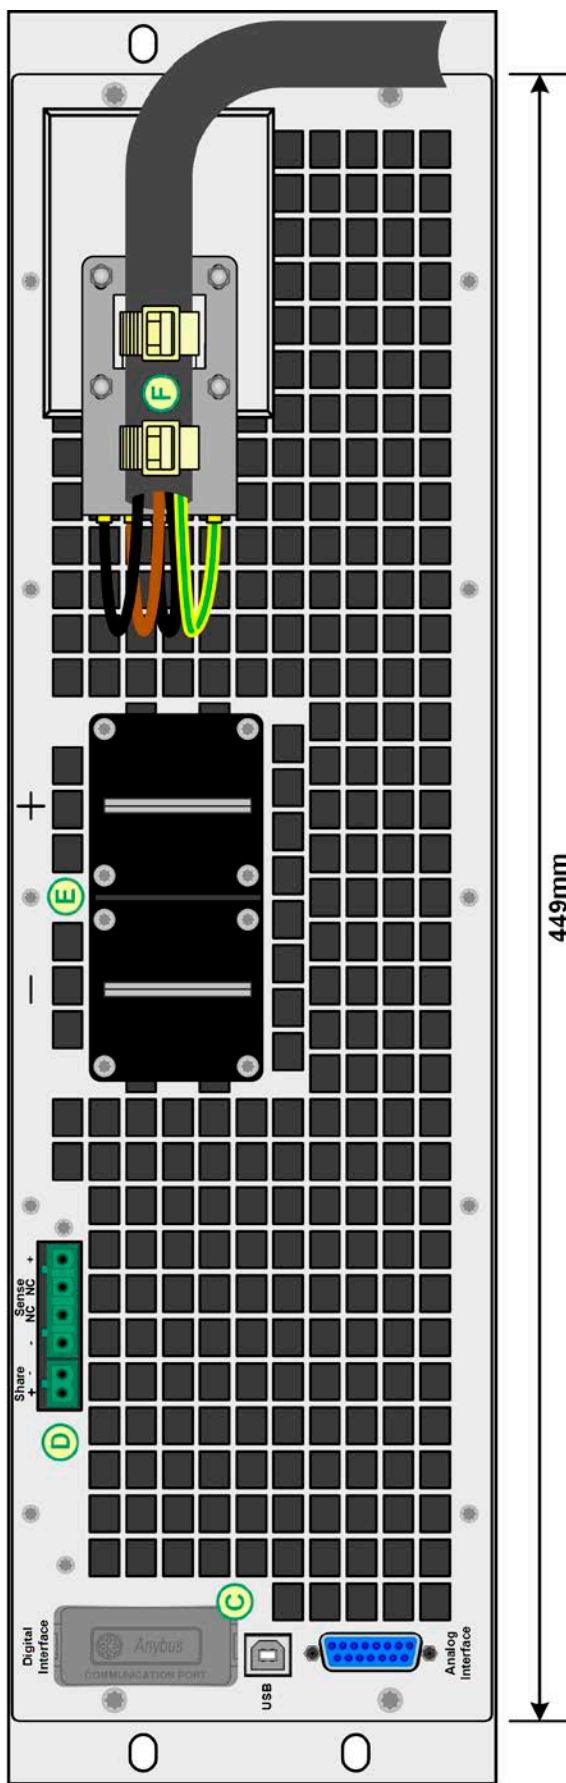 F
449mm
+
E
-
Sense
+
NC
NC
-
Share
-
+
D
C
Digital
Interface
Anybus
COMMUNICATION PORT
USB
Analog
Interface